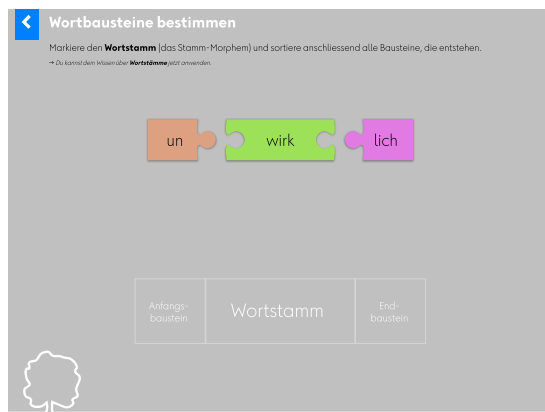 Wortbausteine bestimmen
Markiere den Wortstamm (das Stamm-Morphem) und sortiere anschliessend alle Bausteine, die entstehen.
→ Du kannst dein Wissen über Wortstämme jetzt anwenden.
un wirk lich
Anfangs-
baustein
Wortstamm
End-
baustein